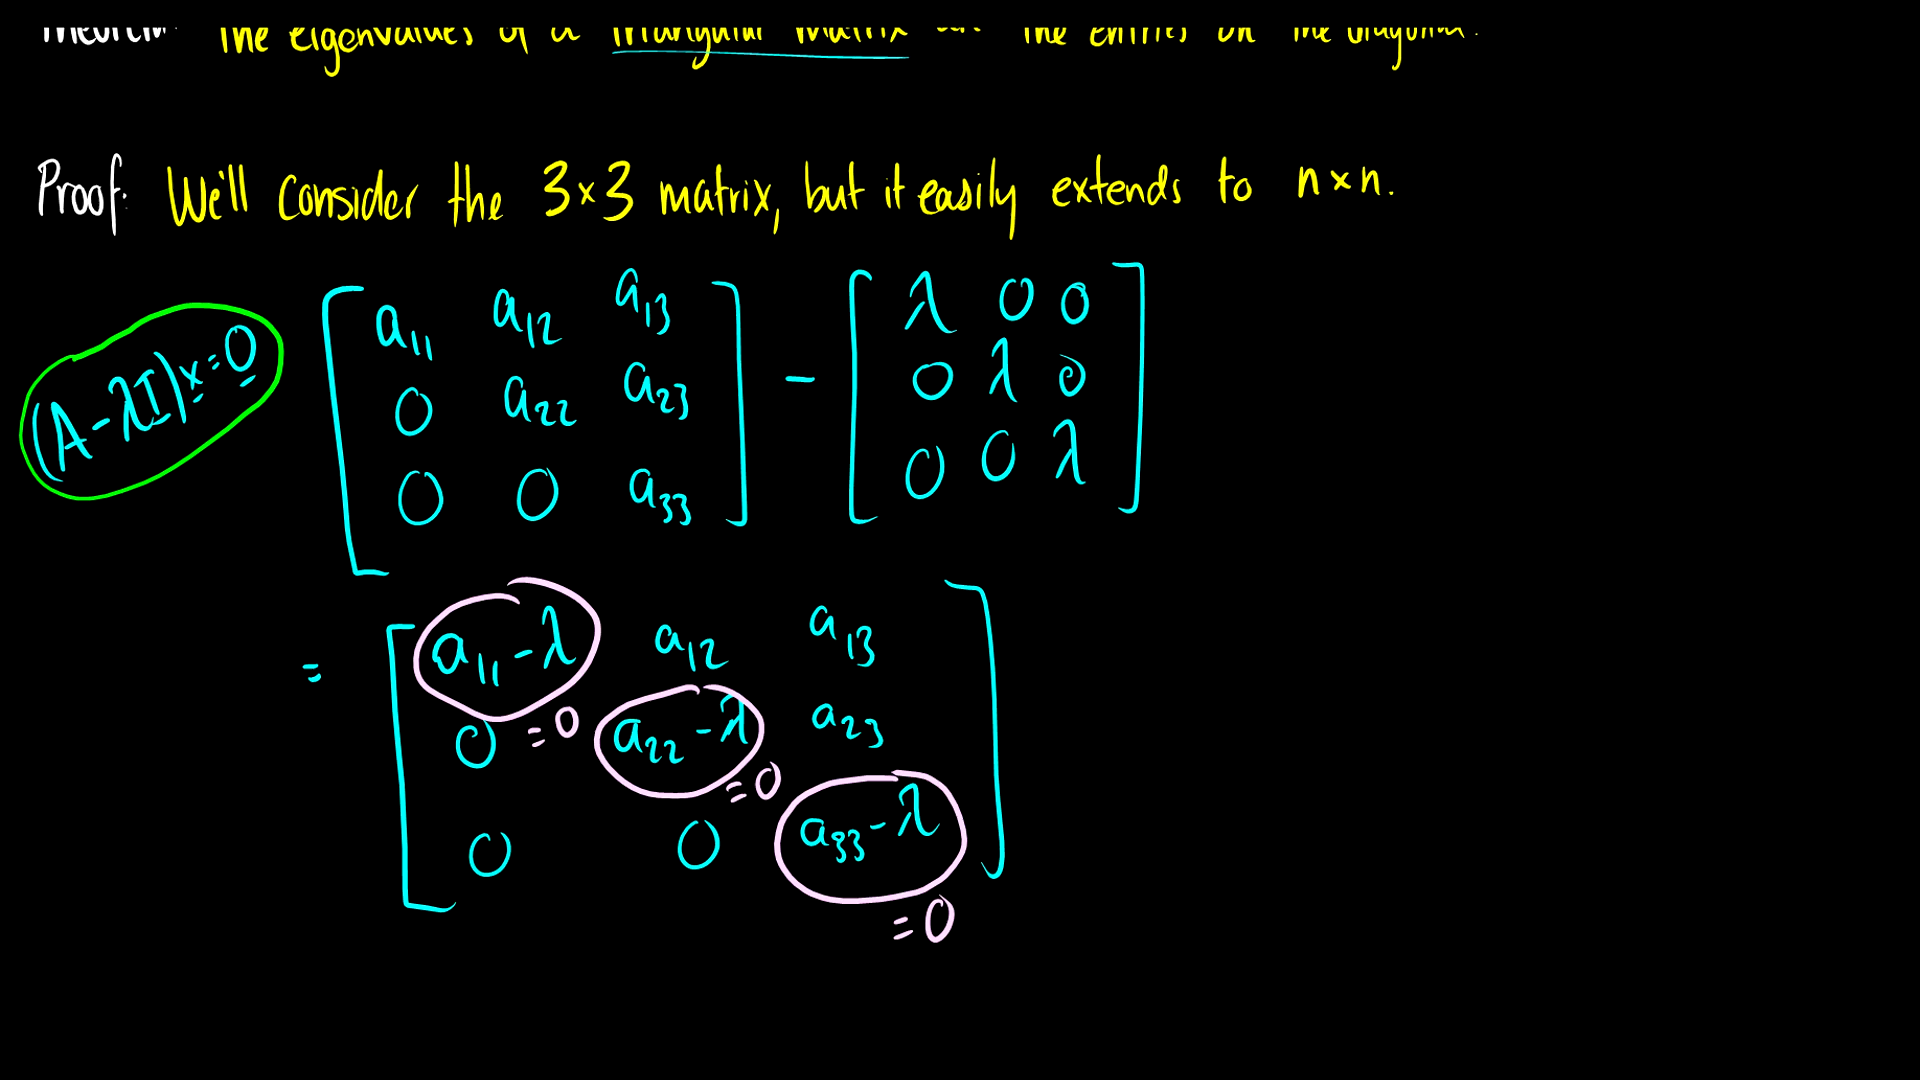 Theorem: The eigenvalues of a triangular matrix are the entries on the diagonal.
Proof: We'll consider the 3×3 matrix, but it easily extends to n×n.
(A-λI)x=0
[a₁₁ a₁₂ a₁₃] - [λ 0 0]
[0 a₂₂ a₂₃] [0 λ 0]
[0 0 a₃₃] [0 0 λ]
= [a₁₁-λ a₁₂ a₁₃]
[0 =0 a₂₂-λ a₂₃]
=0
[0 0 a₃₃-λ]
=0